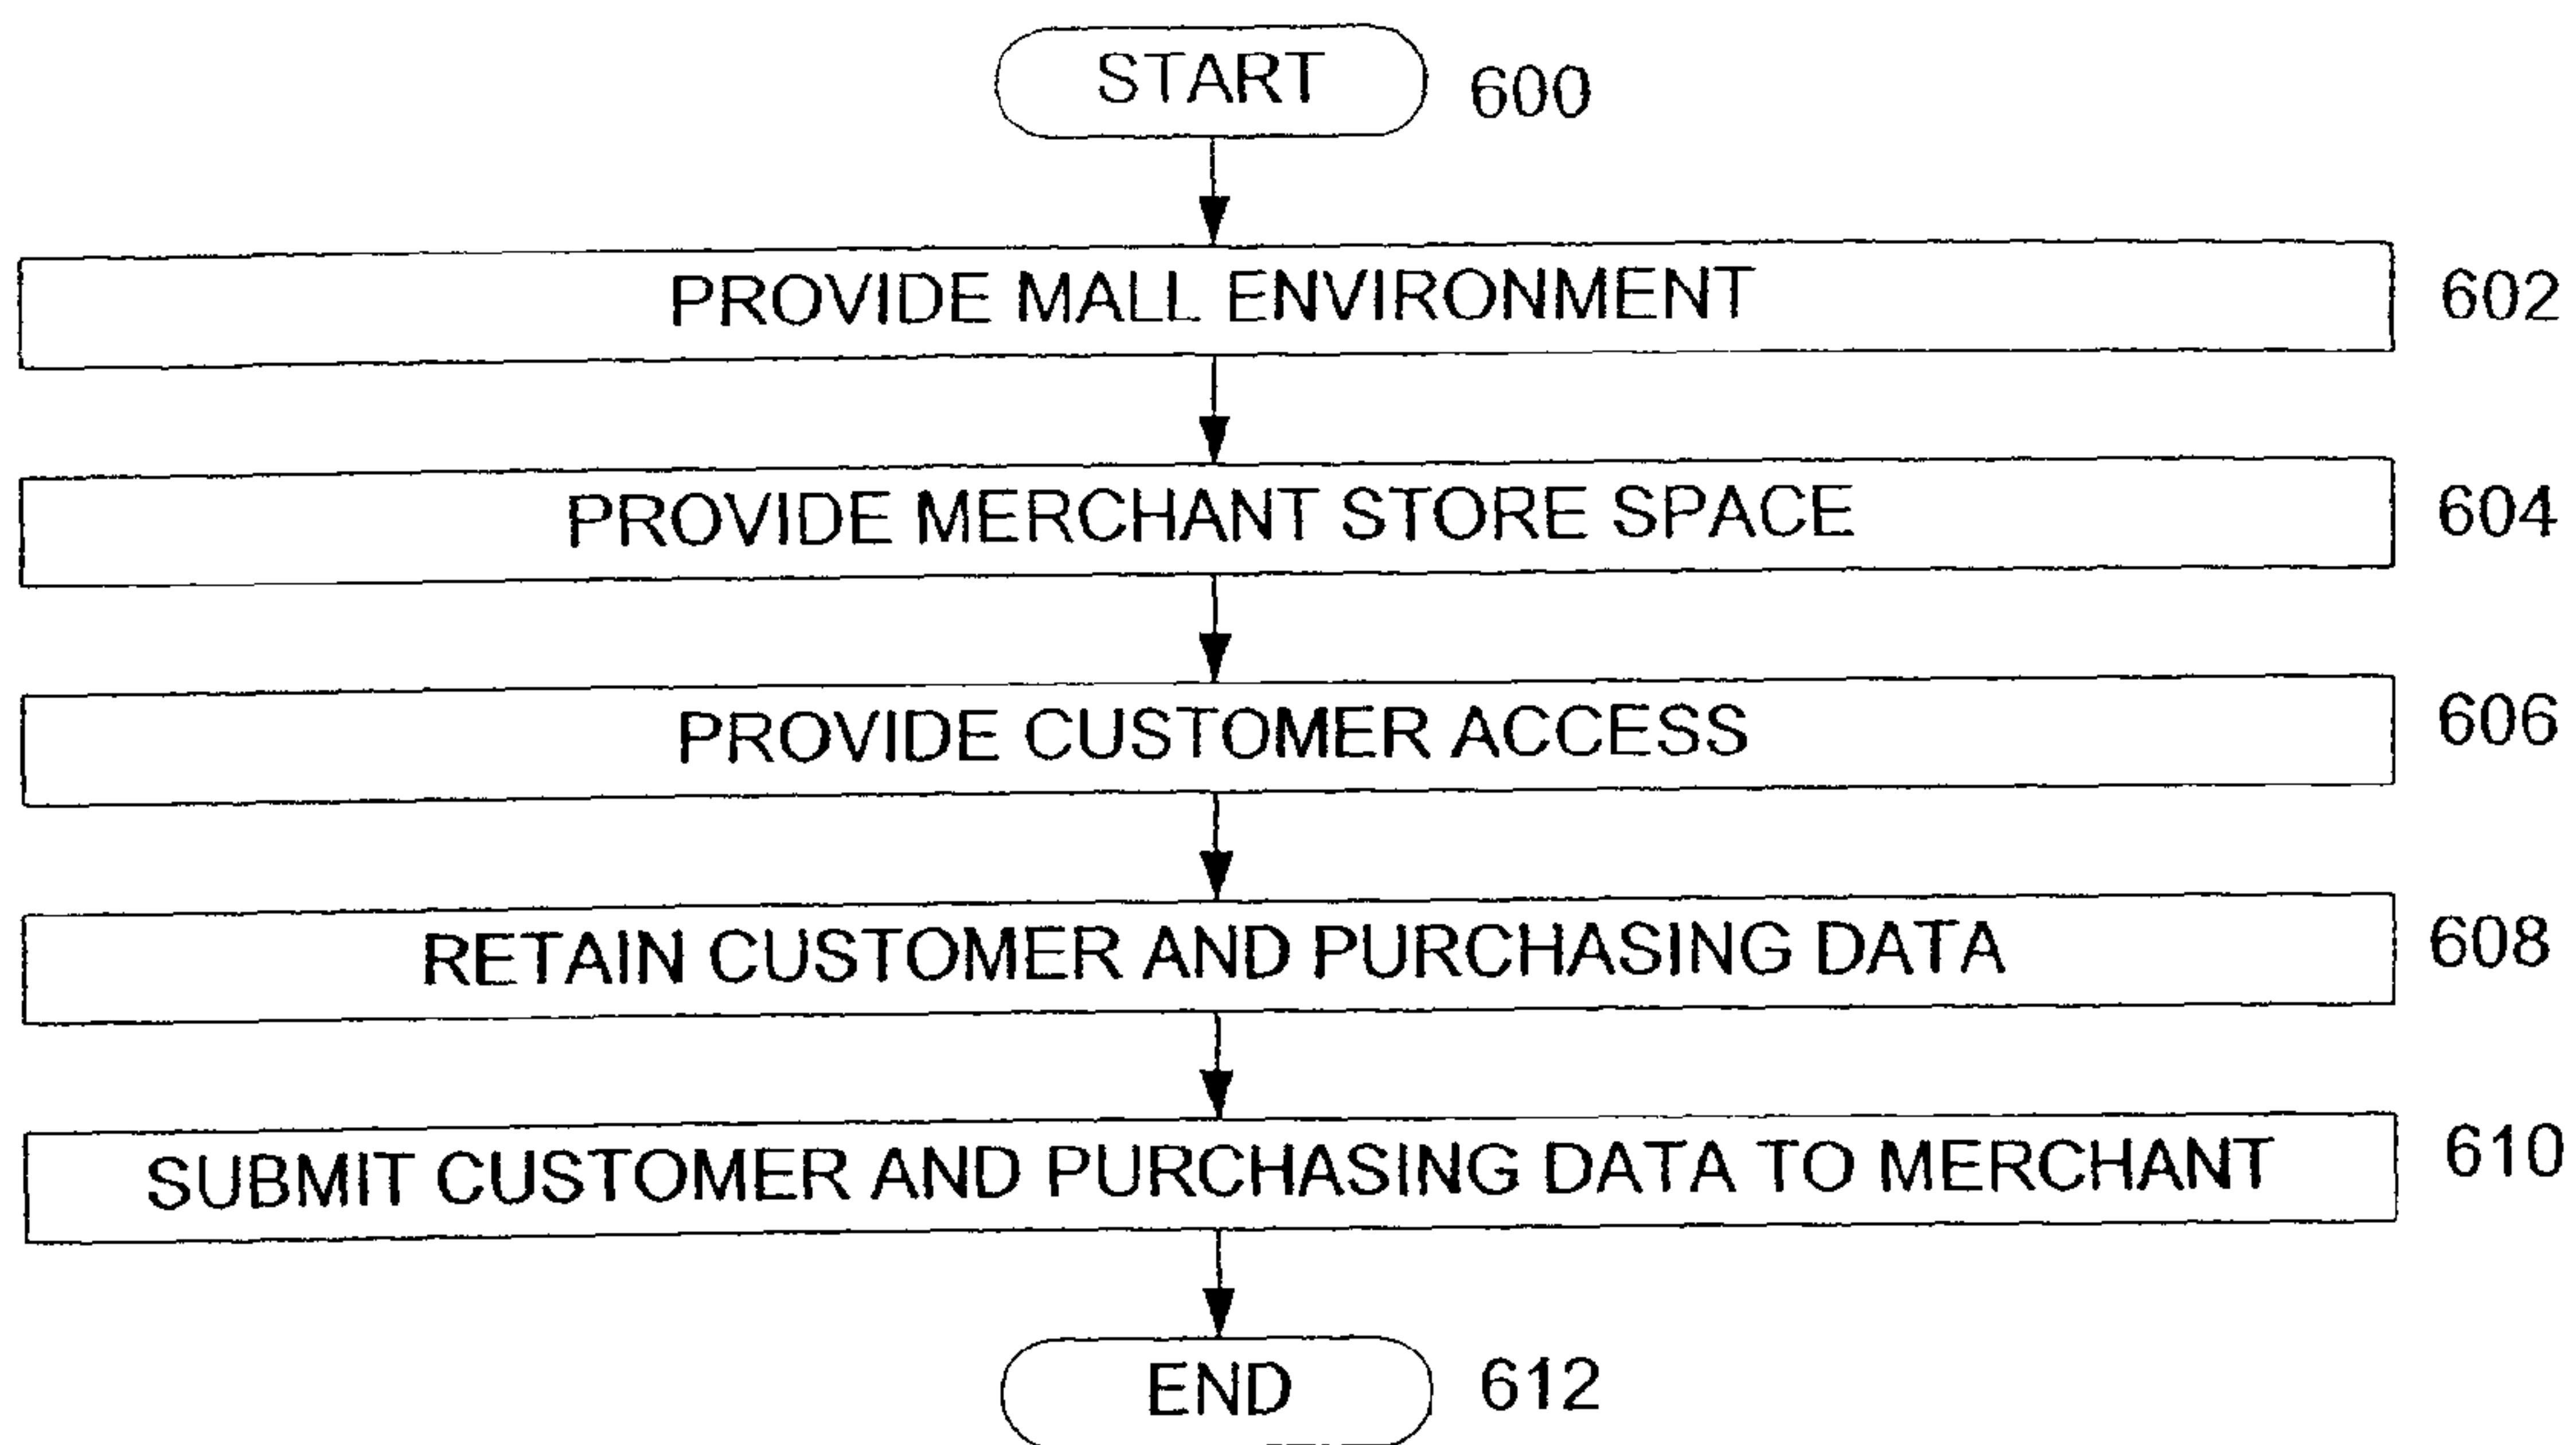 START 600
PROVIDE MALL ENVIRONMENT 602
PROVIDE MERCHANT STORE SPACE 604
PROVIDE CUSTOMER ACCESS 606
RETAIN CUSTOMER AND PURCHASING DATA 608
SUBMIT CUSTOMER AND PURCHASING DATA TO MERCHANT 610
END 612